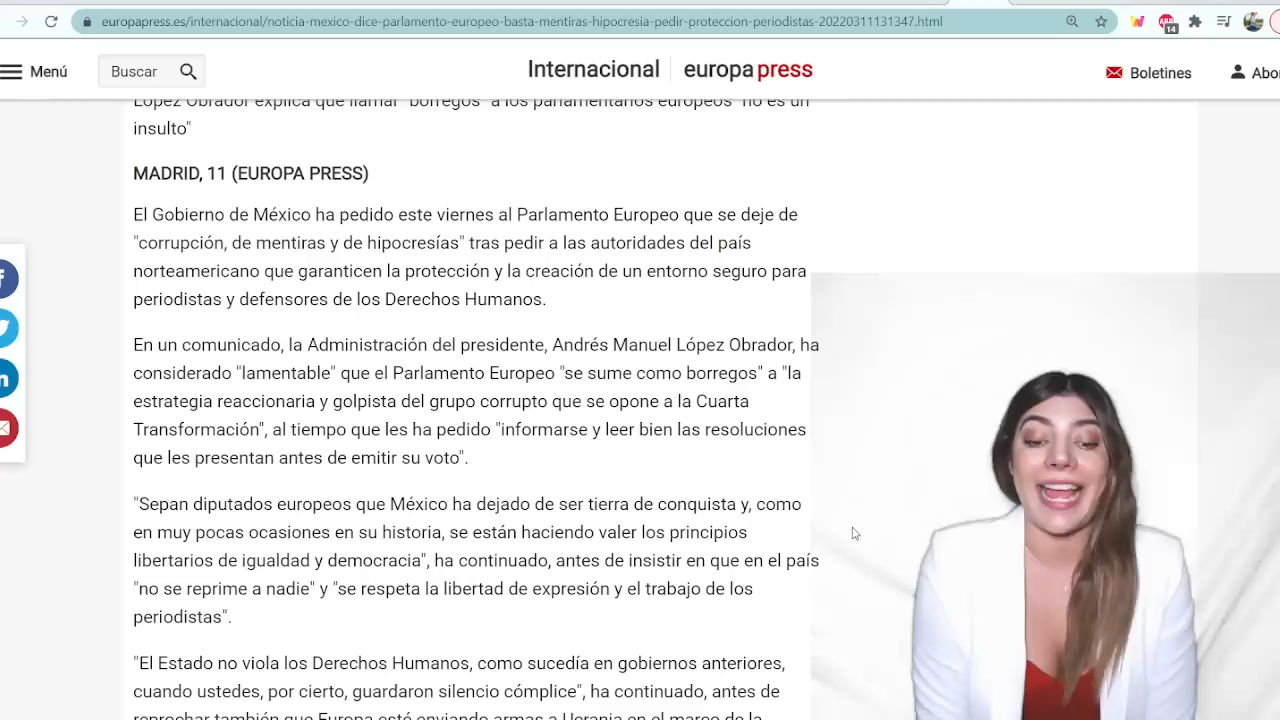 europapress.es/internacional/noticia-mexico-dice-parlamento-europeo-basta-mentiras-hipocresia-pedir-proteccion-periodistas-20220311131347.html
14
Menú
Buscar
Internacional
europapress
Boletines
Abo
López Obrador explica que llamar "borregos" a los parlamentarios europeos "no es un
insulto"
MADRID, 11 (EUROPA PRESS)
El Gobierno de México ha pedido este viernes al Parlamento Europeo que se deje de
"corrupción, de mentiras y de hipocresías" tras pedir a las autoridades del país
norteamericano que garanticen la protección y la creación de un entorno seguro para
periodistas y defensores de los Derechos Humanos.
En un comunicado, la Administración del presidente, Andrés Manuel López Obrador, ha
considerado "lamentable" que el Parlamento Europeo "se sume como borregos" a "la
estrategia reaccionaria y golpista del grupo corrupto que se opone a la Cuarta
Transformación", al tiempo que les ha pedido "informarse y leer bien las resoluciones
que les presentan antes de emitir su voto".
"Sepan diputados europeos que México ha dejado de ser tierra de conquista y, como
en muy pocas ocasiones en su historia, se están haciendo valer los principios
libertarios de igualdad y democracia", ha continuado, antes de insistir en que en el país
"no se reprime a nadie" y "se respeta la libertad de expresión y el trabajo de los
periodistas".
"El Estado no viola los Derechos Humanos, como sucedía en gobiernos anteriores,
cuando ustedes, por cierto, guardaron silencio cómplice", ha continuado, antes de
reprochar también que Europa esté enviando armas a Ucrania en el marco de la